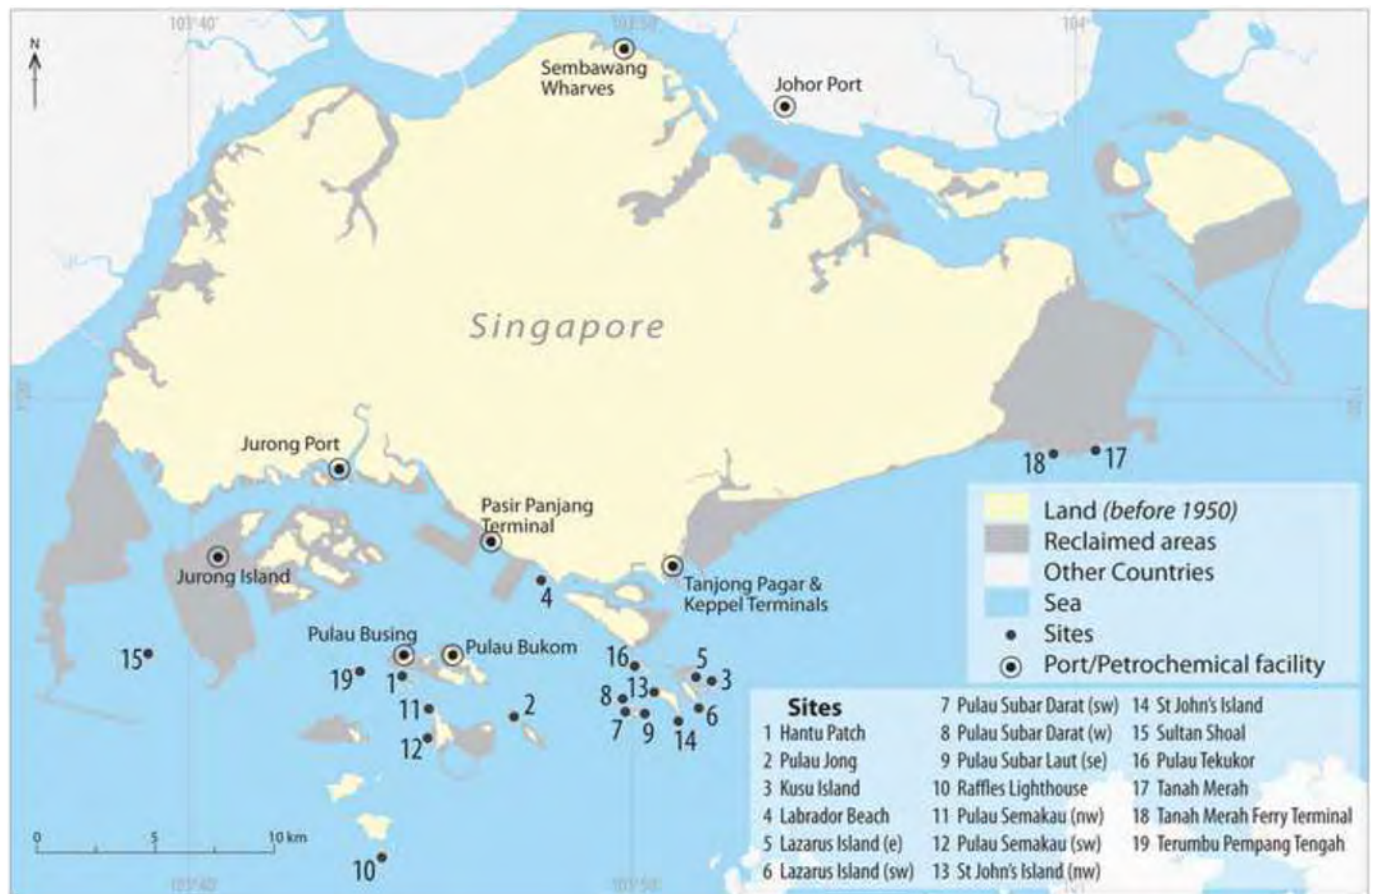 103°40'
103°50'
104°
N
Sembawang
Wharves
Johor Port
Singapore
Jurong Port
Pasir Panjang
Terminal
Jurong Island
Tanjong Pagar &
Keppel Terminals
Pulau Busing
Pulau Bukom
18
17
4
15
19
1
16
5
3
13
8
11
2
7
9
6
14
12
10
0 5 10 km
103°40'
103°50'
Land (before 1950)
Reclaimed areas
Other Countries
Sea
Sites
Port/Petrochemical facility
Sites
1 Hantu Patch
2 Pulau Jong
3 Kusu Island
4 Labrador Beach
5 Lazarus Island (e)
6 Lazarus Island (sw)
7 Pulau Subar Darat (sw)
8 Pulau Subar Darat (w)
9 Pulau Subar Laut (se)
10 Raffles Lighthouse
11 Pulau Semakau (nw)
12 Pulau Semakau (sw)
13 St John's Island (nw)
14 St John's Island
15 Sultan Shoal
16 Pulau Tekukor
17 Tanah Merah
18 Tanah Merah Ferry Terminal
19 Terumbu Pempang Tengah